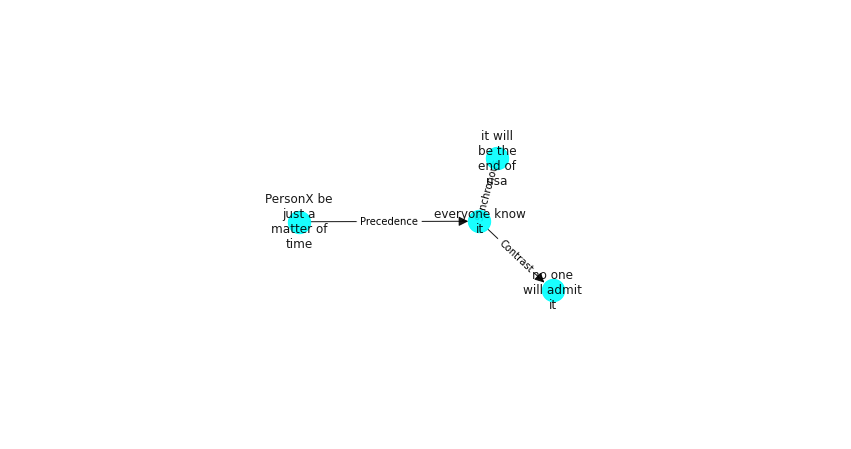 it will
be the
end of
usa
PersonX be
just a
matter of
time
Precedence
everyone know
it
Contrast
no one
will admit
it